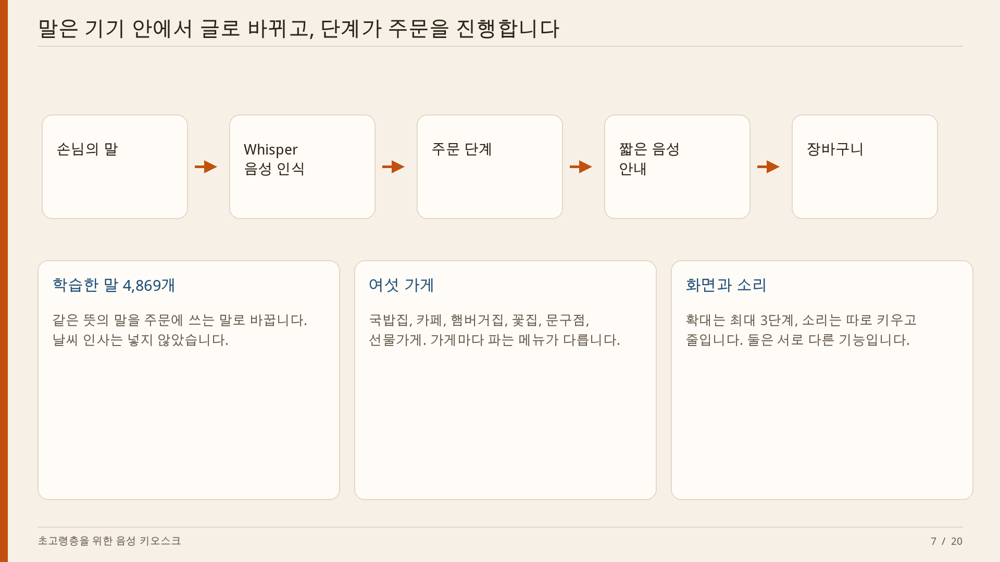 말은 기기 안에서 글로 바뀌고, 단계가 주문을 진행합니다
손님의 말
Whisper
음성 인식
주문 단계
짧은 음성
안내
장바구니
학습한 말 4,869개
같은 뜻의 말을 주문에 쓰는 말로 바꿉니다.
날씨 인사는 넣지 않았습니다.
여섯 가게
국밥집, 카페, 햄버거집, 꽃집, 문구점,
선물가게. 가게마다 파는 메뉴가 다릅니다.
화면과 소리
확대는 최대 3단계, 소리는 따로 키우고
줄입니다. 둘은 서로 다른 기능입니다.
초고령층을 위한 음성 키오스크
7 / 20